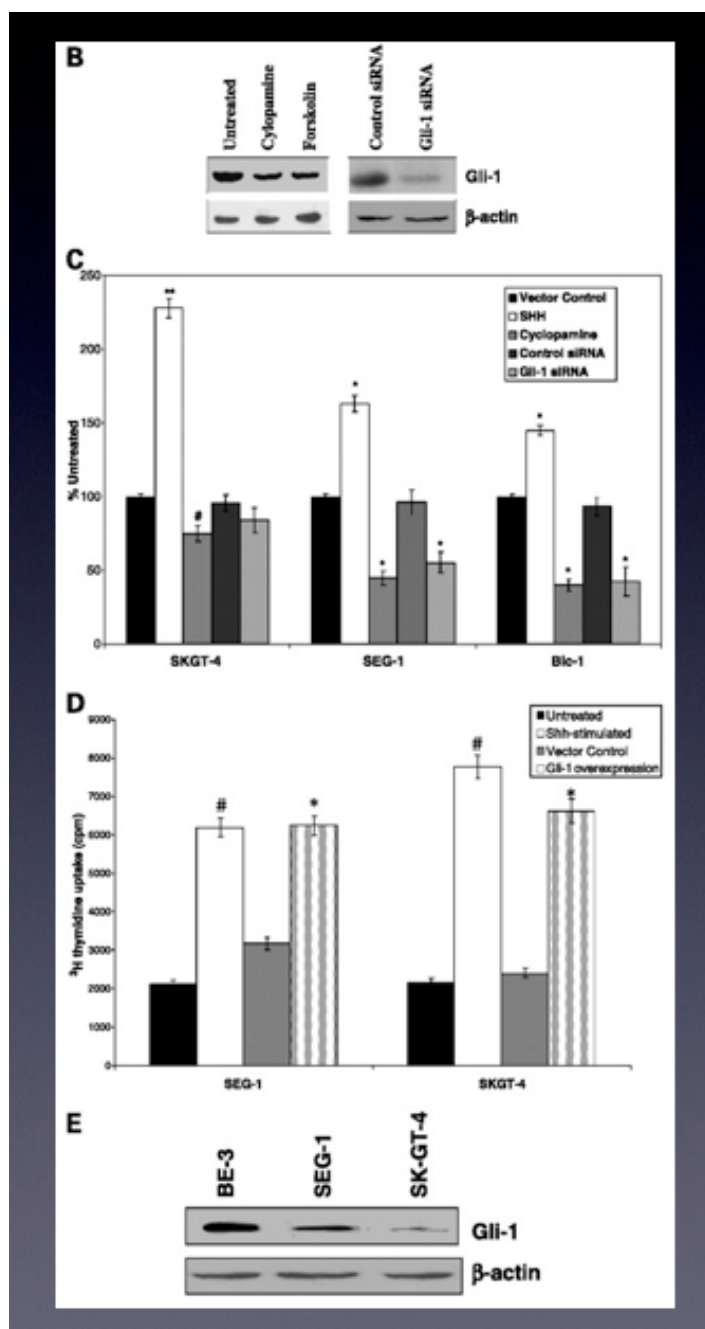 B
Untreated
Cylopamine
Forskolin
Control siRNA
Gli-1 siRNA
Gli-1
β-actin
C
250
200
150
100
50
0
% Untreated
**
#
*
*
*
*
*
*
Vector Control
SHH
Cyclopamine
Control siRNA
Gli-1 siRNA
SKGT-4
SEG-1
Bic-1
D
9000
8000
7000
6000
5000
4000
3000
2000
1000
0
³H thymidine uptake (cpm)
#
*
#
*
Untreated
Shh-stimulated
Vector Control
Gli-1 overexpression
SEG-1
SKGT-4
E
BE-3
SEG-1
SK-GT-4
Gli-1
β-actin